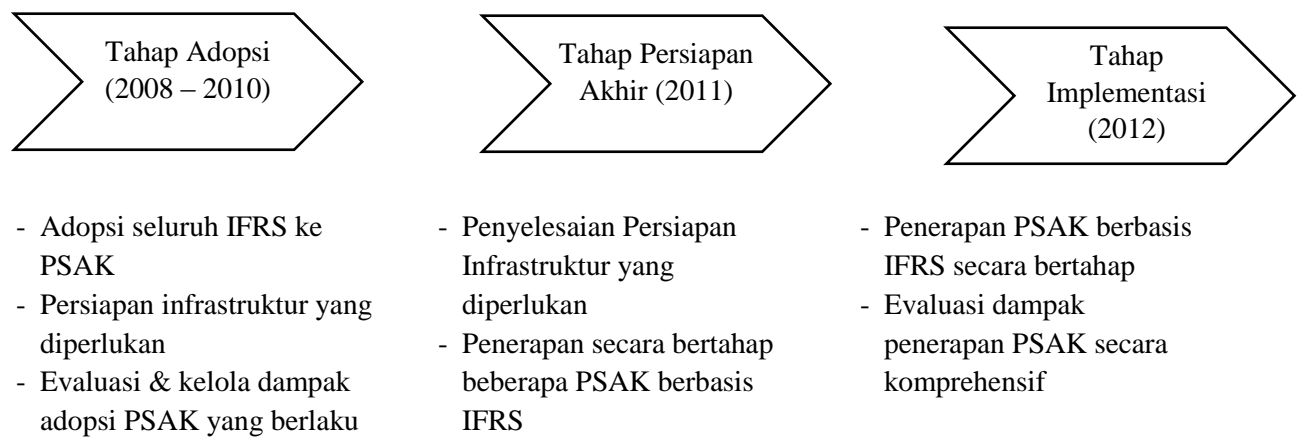 Tahap Adopsi
(2008 – 2010)
Tahap Persiapan
Akhir (2011)
Tahap
Implementasi
(2012)
- Adopsi seluruh IFRS ke
PSAK
- Persiapan infrastruktur yang
diperlukan
- Evaluasi & kelola dampak
adopsi PSAK yang berlaku
- Penyelesaian Persiapan
Infrastruktur yang
diperlukan
- Penerapan secara bertahap
beberapa PSAK berbasis
IFRS
- Penerapan PSAK berbasis
IFRS secara bertahap
- Evaluasi dampak
penerapan PSAK secara
komprehensif